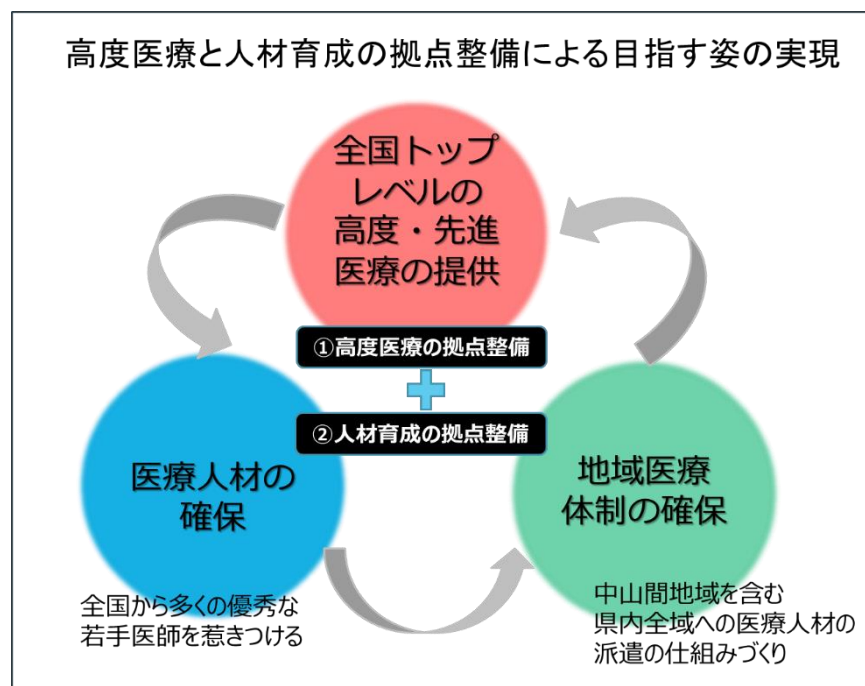 高度医療と人材育成の拠点整備による目指す姿の実現
全国トップ
レベルの
高度・先進
医療の提供
①高度医療の拠点整備
②人材育成の拠点整備
医療人材の
確保
地域医療
体制の確保
全国から多くの優秀な
若手医師を惹きつける
中山間地域を含む
県内全域への医療人材の
派遣の仕組みづくり